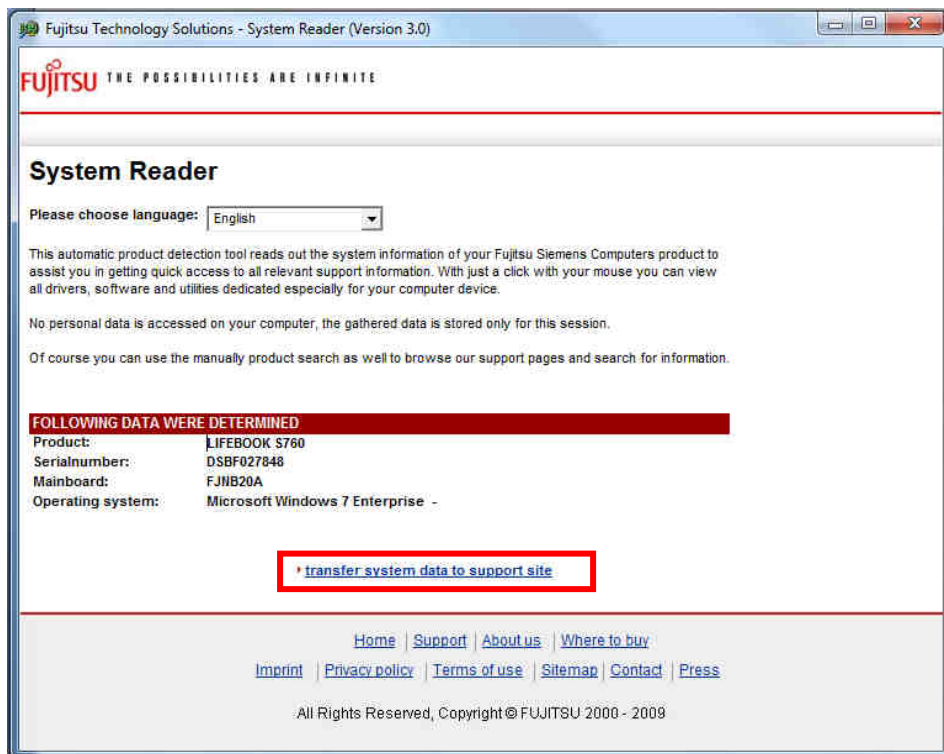 Fujitsu Technology Solutions - System Reader (Version 3.0)
FUJITSU THE POSSIBILITIES ARE INFINITE
System Reader
Please choose language: English
This automatic product detection tool reads out the system information of your Fujitsu Siemens Computers product to
assist you in getting quick access to all relevant support information. With just a click with your mouse you can view
all drivers, software and utilities dedicated especially for your computer device.
No personal data is accessed on your computer, the gathered data is stored only for this session.
Of course you can use the manually product search as well to browse our support pages and search for information.
FOLLOWING DATA WERE DETERMINED
Product: LIFEBOOK S760
Serialnumber: DSBF027848
Mainboard: FJNB20A
Operating system: Microsoft Windows 7 Enterprise -
transfer system data to support site
Home | Support | About us | Where to buy
Imprint | Privacy policy | Terms of use | Sitemap | Contact | Press
All Rights Reserved, Copyright © FUJITSU 2000 - 2009